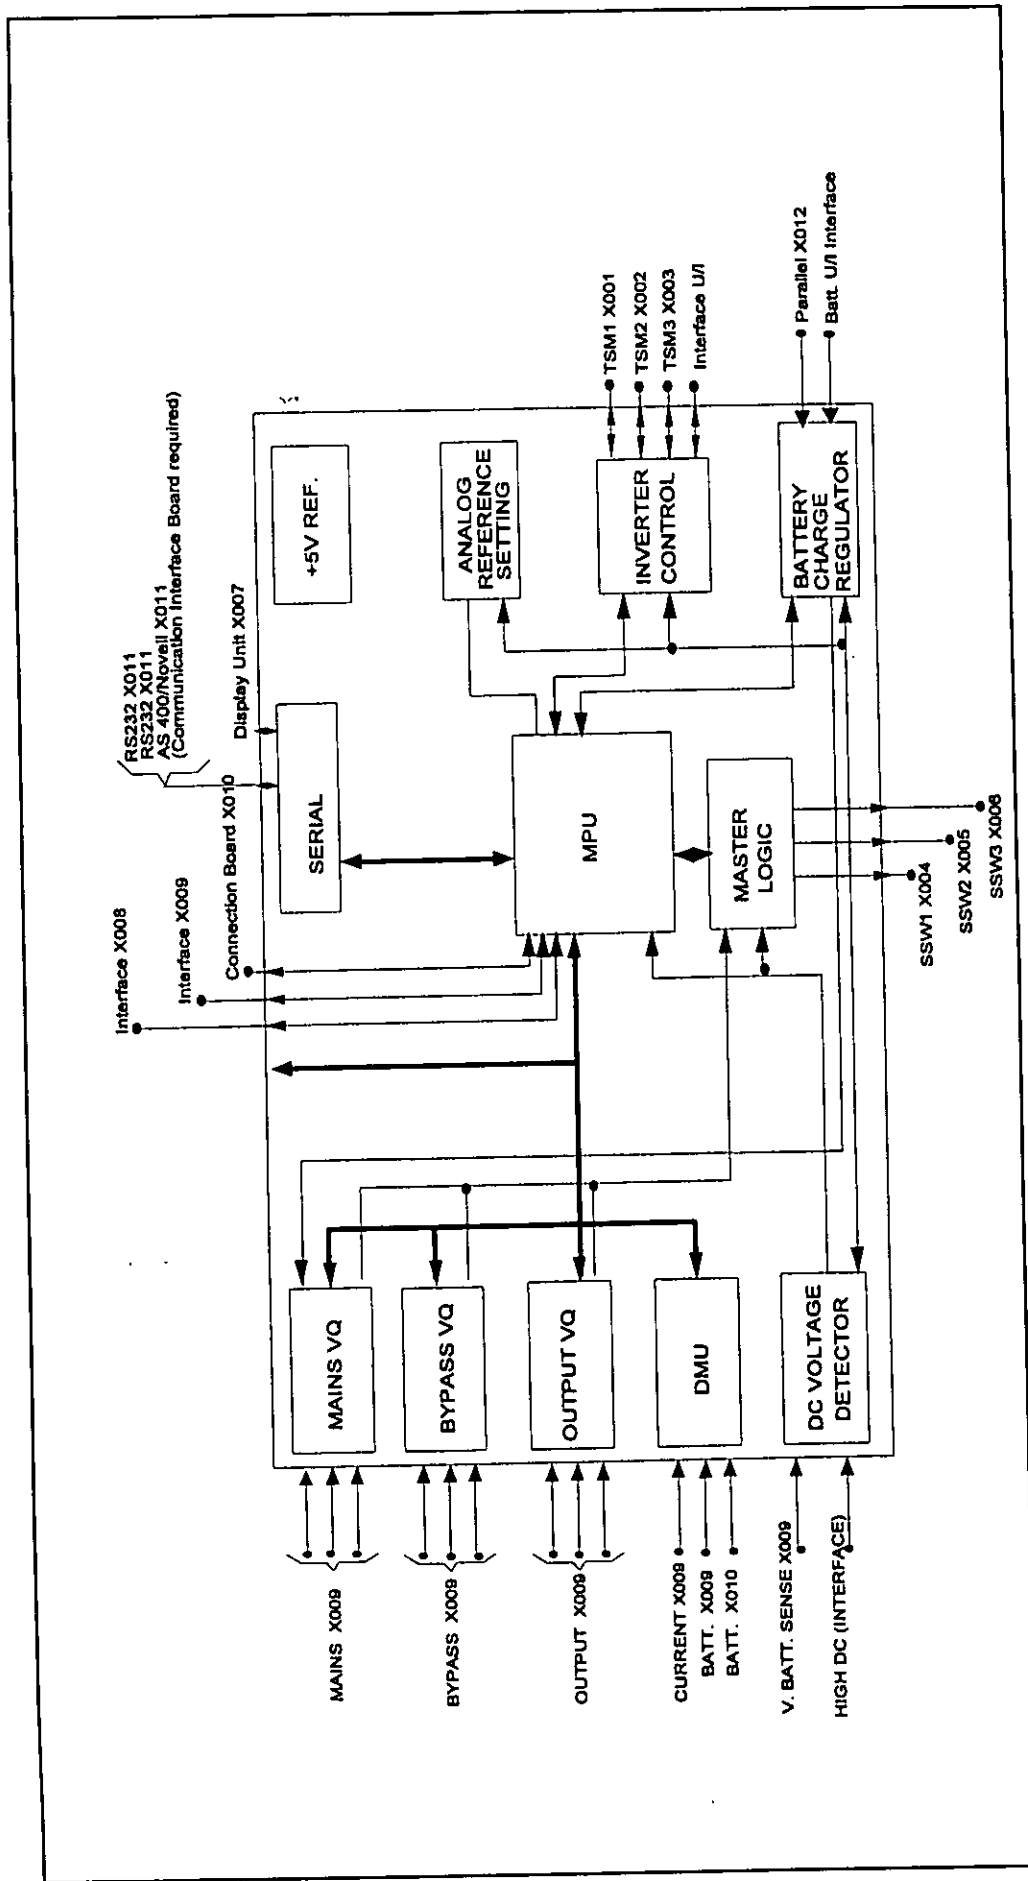 RS232 X011
RS232 X011
AS 400/Novell X011
(Communication Interface Board required)
Interface X008
Interface X009
Connection Board X010
Display Unit X007
MAINS X009
BYPASS X009
OUTPUT X009
CURRENT X009
BATT. X009
BATT. X010
V. BATT. SENSE X009
HIGH DC (INTERFACE)
MAINS VQ
BYPASS VQ
OUTPUT VQ
DMU
DC VOLTAGE
DETECTOR
SERIAL
MPU
MASTER
LOGIC
+5V REF.
ANALOG
REFERENCE
SETTING
INVERTER
CONTROL
BATTERY
CHARGE
REGULATOR
TSM1 X001
TSM2 X002
TSM3 X003
Interface U/I
Parallel X012
Batt. U/I Interface
SSW1 X004
SSW2 X005
SSW3 X006